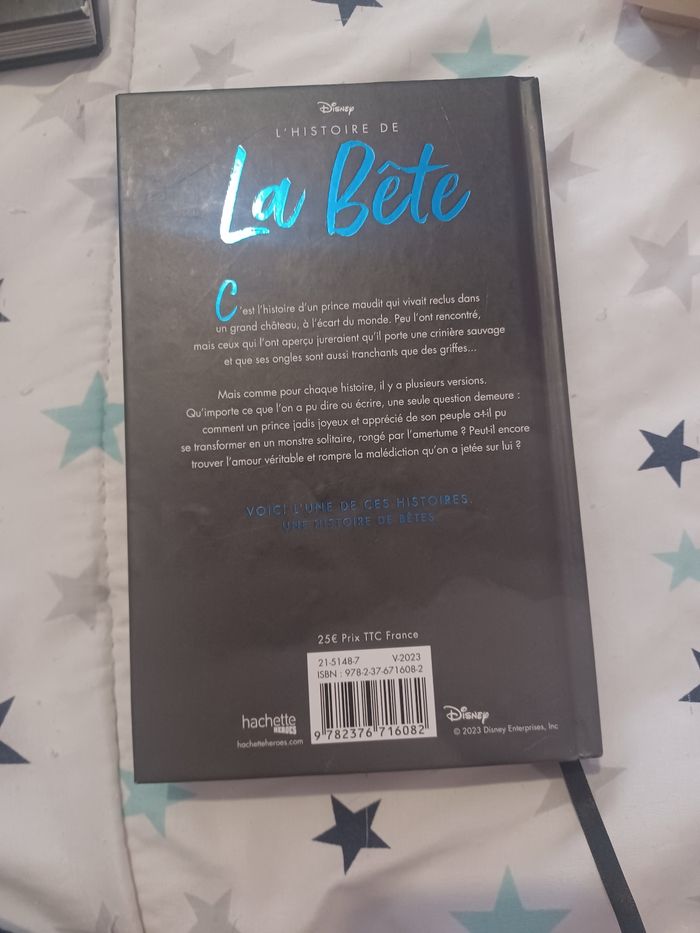 Disney
L'HISTOIRE DE
La Bête
C'est l'histoire d'un prince maudit qui vivait reclus dans
un grand château, à l'écart du monde. Peu l'ont rencontré,
mais ceux qui l'ont aperçu jureraient qu'il porte une crinière sauvage
et que ses ongles sont aussi tranchants que des griffes...
Mais comme pour chaque histoire, il y a plusieurs versions.
Qu'importe ce que l'on a pu dire ou écrire, une seule question demeure :
comment un prince jadis joyeux et apprécié de son peuple a-t-il pu
se transformer en un monstre solitaire, rongé par l'amertume ? Peut-il encore
trouver l'amour véritable et rompre la malédiction qu'on a jetée sur lui ?
VOICI L'UNE DE CES HISTOIRES.
UNE HISTOIRE DE BÊTES.
25€ Prix TTC France
21-5148-7 V-2023
ISBN : 978-2-37-671608-2
9 782376 716082
hachette
HEROES
hachetteheroes.com
Disney
© 2023 Disney Enterprises, Inc